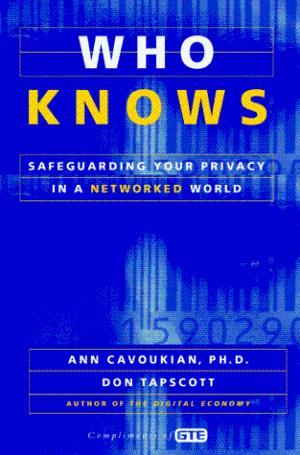 WHO
KNOWS
SAFEGUARDING YOUR PRIVACY
IN A NETWORKED WORLD
1590290
ANN CAVOUKIAN, PH.D.
DON TAPSCOTT
AUTHOR OF THE DIGITAL ECONOMY
Compliments of GTE